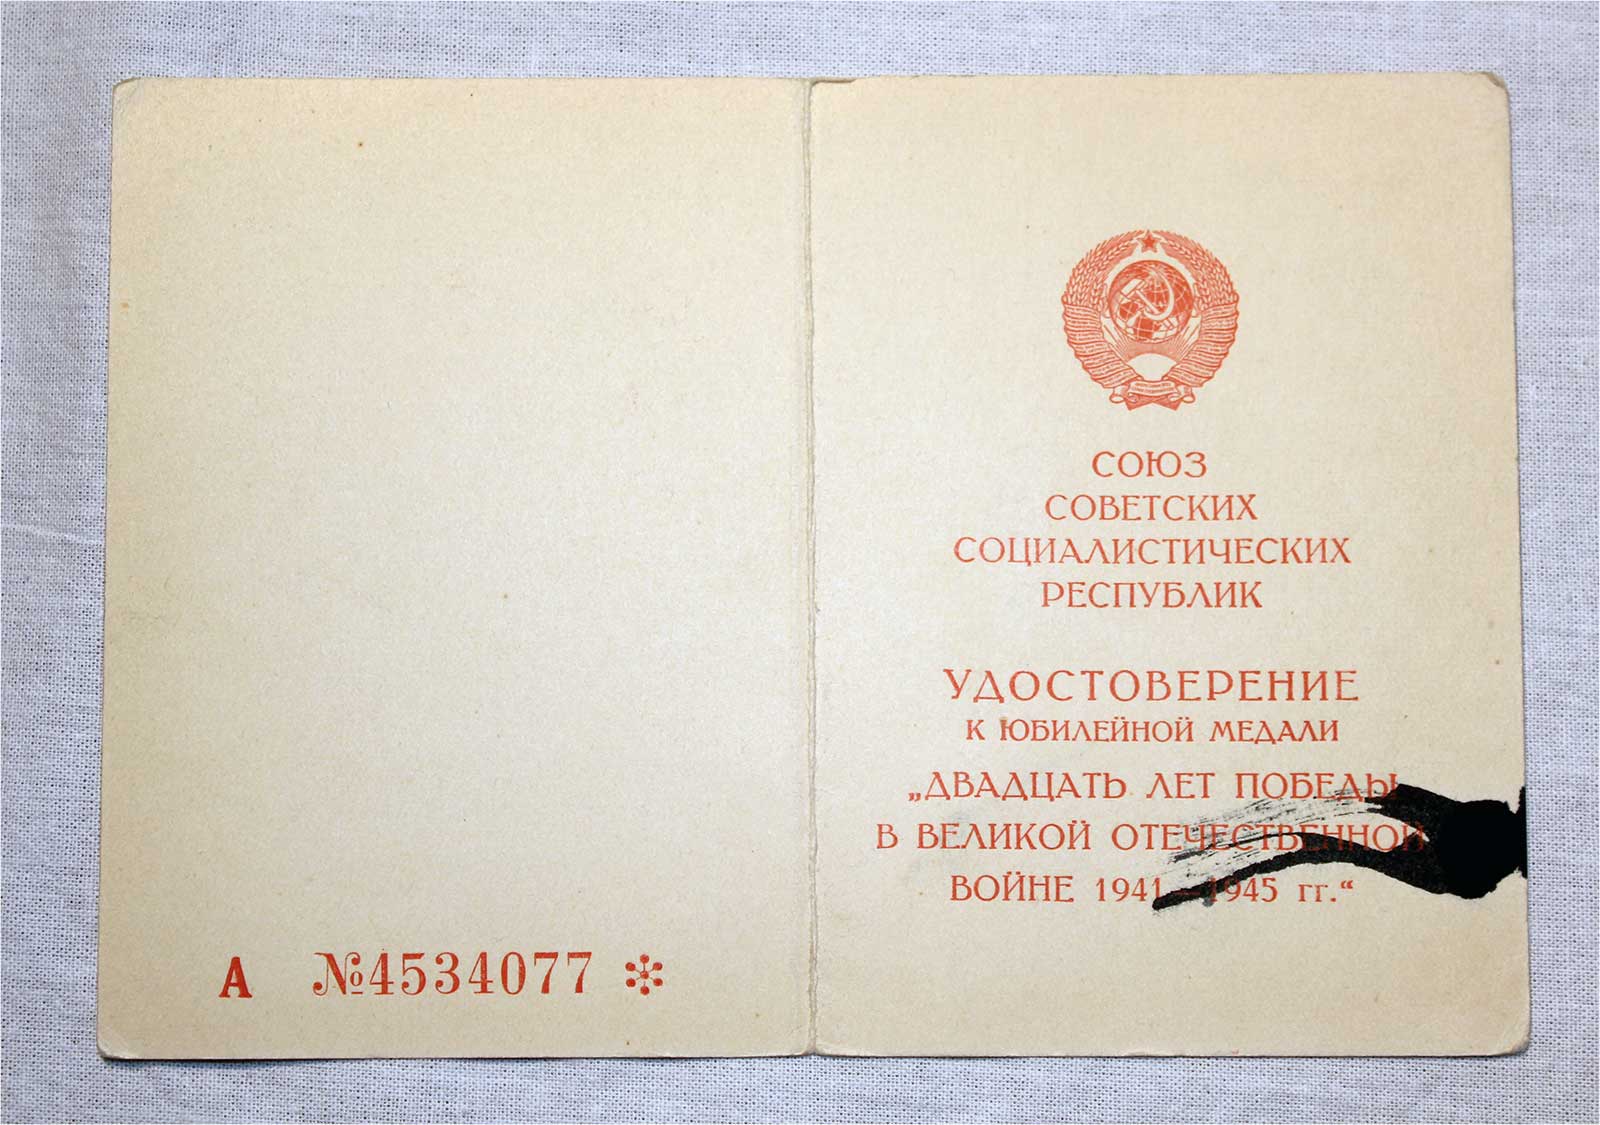 А №4534077
СОЮЗ
СОВЕТСКИХ
СОЦИАЛИСТИЧЕСКИХ
РЕСПУБЛИК
УДОСТОВЕРЕНИЕ
К ЮБИЛЕЙНОЙ МЕДАЛИ
„ДВАДЦАТЬ ЛЕТ ПОБЕДЫ
В ВЕЛИКОЙ ОТЕЧЕСТВЕННОЙ
ВОЙНЕ 1941–1945 гг.“